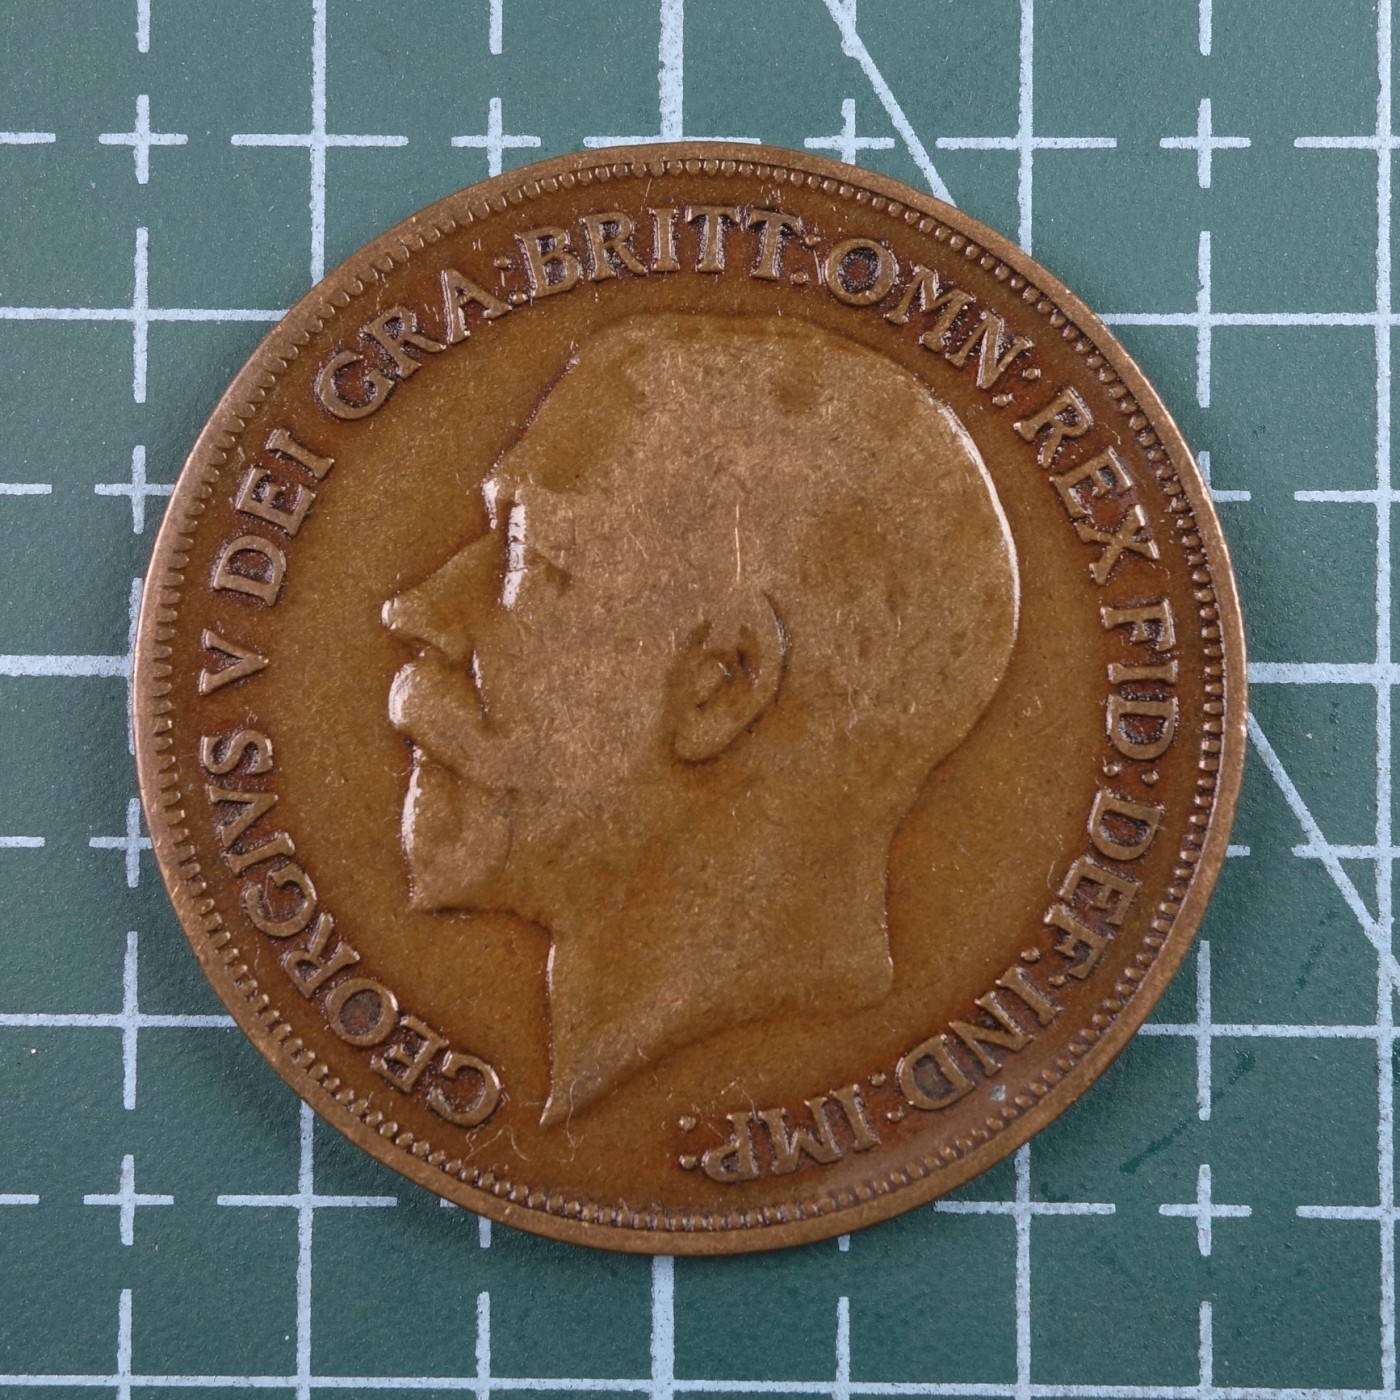 GEORGIVS V DEI GRA:BRITT:OMN:REX FID:DEF:IND:IMP: